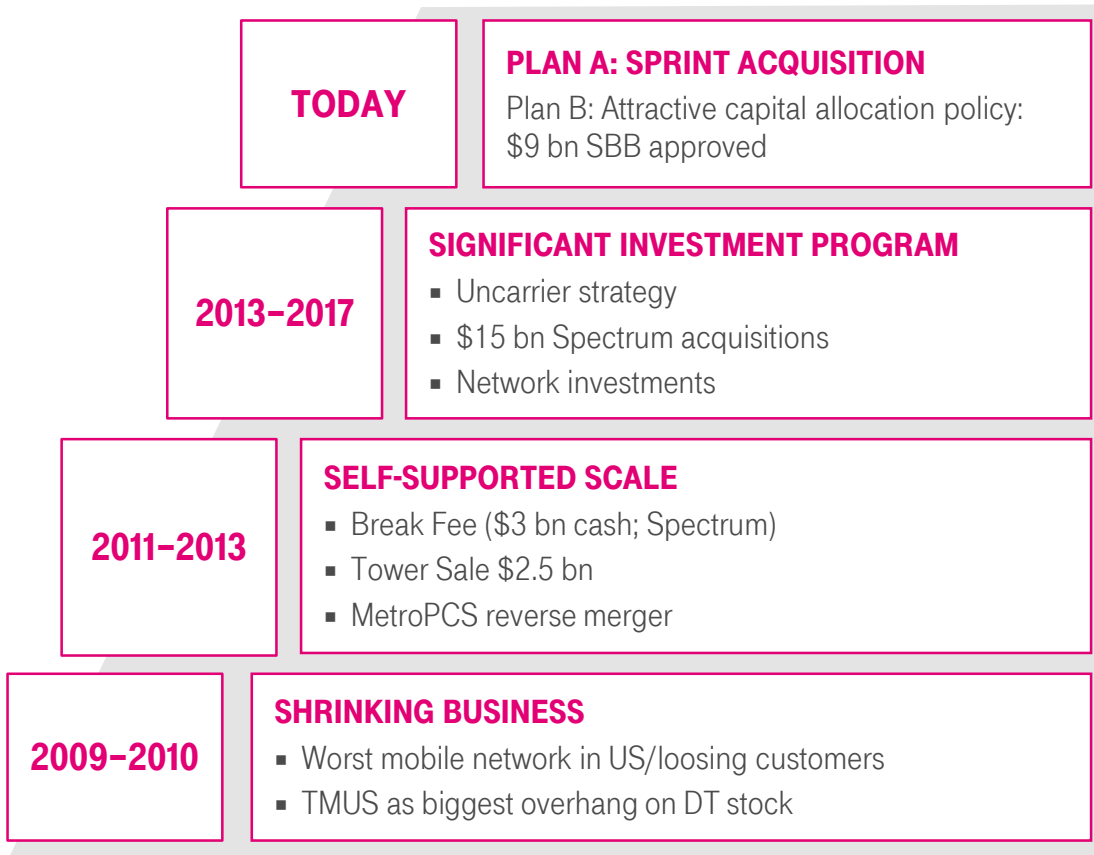 TODAY
PLAN A: SPRINT ACQUISITION
Plan B: Attractive capital allocation policy:
$9 bn SBB approved
2013–2017
SIGNIFICANT INVESTMENT PROGRAM
▪ Uncarrier strategy
▪ $15 bn Spectrum acquisitions
▪ Network investments
2011–2013
SELF-SUPPORTED SCALE
▪ Break Fee ($3 bn cash; Spectrum)
▪ Tower Sale $2.5 bn
▪ MetroPCS reverse merger
2009–2010
SHRINKING BUSINESS
▪ Worst mobile network in US/loosing customers
▪ TMUS as biggest overhang on DT stock